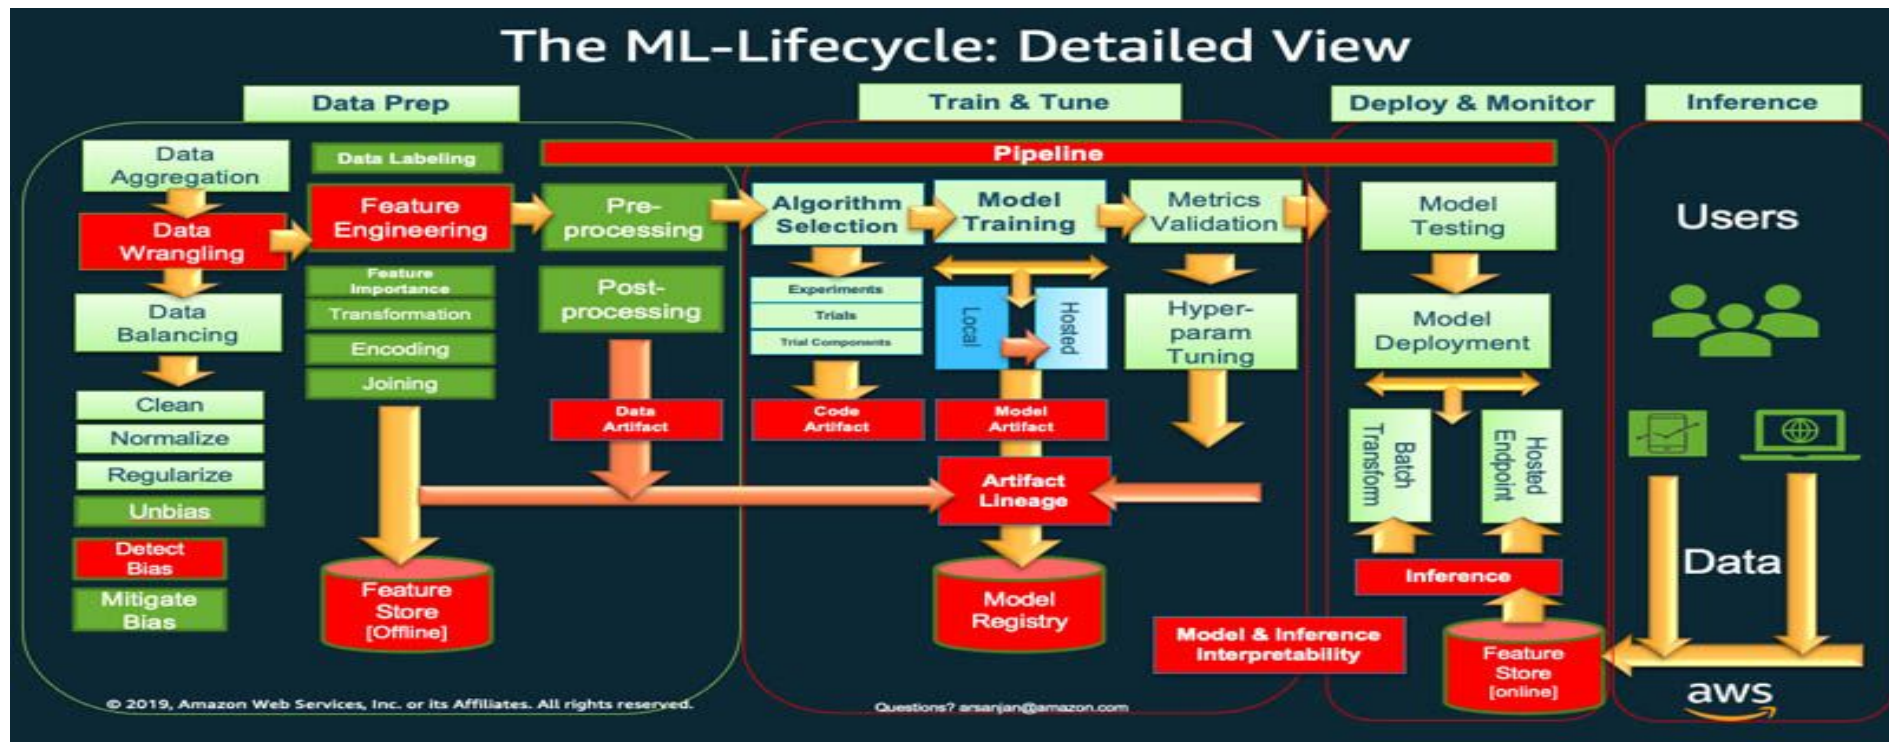 The ML-Lifecycle: Detailed View
Data Prep
Train & Tune
Deploy & Monitor
Inference
Pipeline
Data
Aggregation
Data
Wrangling
Data
Balancing
Clean
Normalize
Regularize
Unbias
Detect
Bias
Mitigate
Bias
Data Labeling
Feature
Engineering
Feature
Importance
Transformation
Encoding
Joining
Feature
Store
[Offline]
Pre-
processing
Post-
processing
Data
Artifact
Algorithm
Selection
Experiments
Trials
Trial Components
Code
Artifact
Model
Training
Local
Hosted
Model
Artifact
Artifact
Lineage
Model
Registry
Metrics
Validation
Hyper-
param
Tuning
Model & Inference
Interpretability
Model
Testing
Model
Deployment
Batch
Transform
Hosted
Endpoint
Inference
Feature
Store
[online]
Users
Data
aws
© 2019, Amazon Web Services, Inc. or its Affiliates. All rights reserved.
Questions? arsanjan@amazon.com